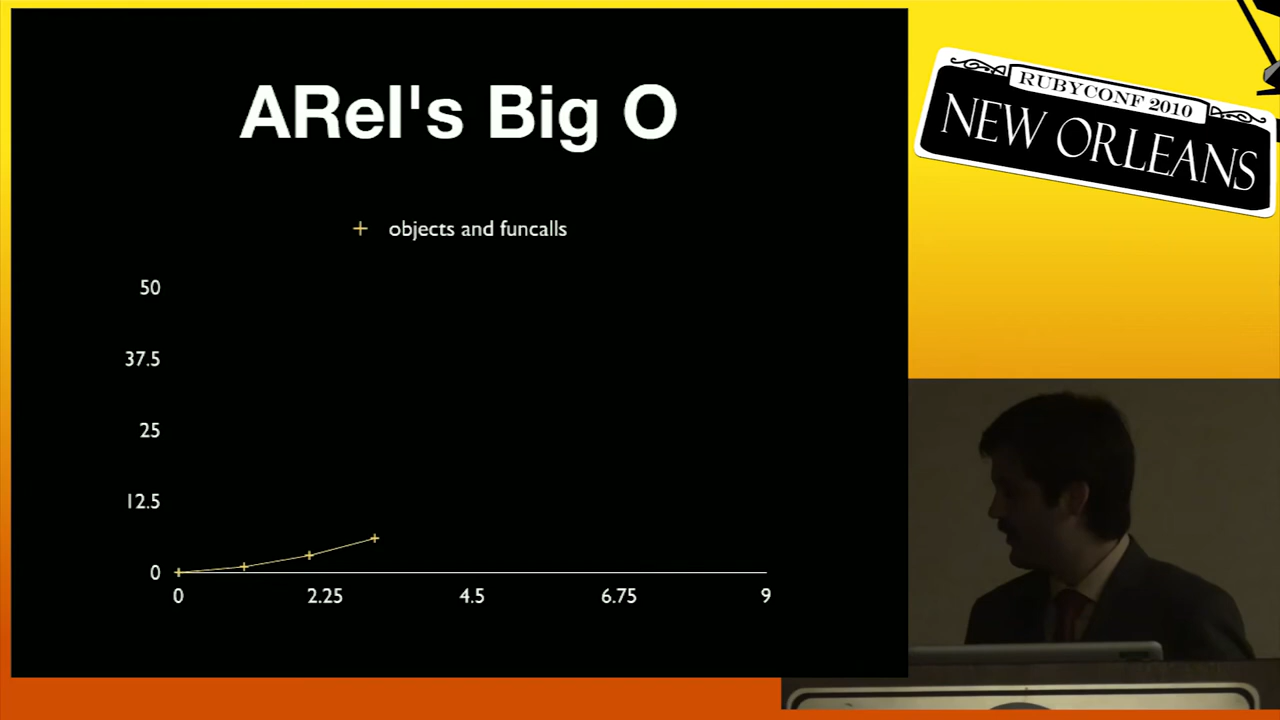 ARel's Big O
objects and funcalls
50
37.5
25
12.5
0
0 2.25 4.5 6.75 9
RUBYCONF 2010
NEW ORLEANS